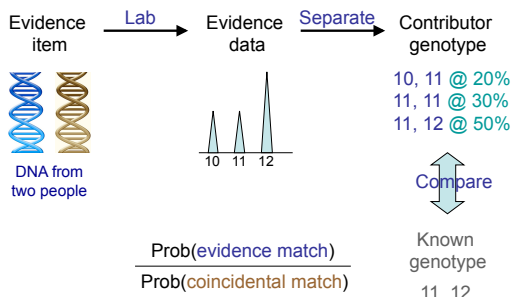 Evidence
item
Lab
Evidence
data
Separate
Contributor
genotype
DNA from
two people
10 11 12
10, 11 @ 20%
11, 11 @ 30%
11, 12 @ 50%
Compare
Known
genotype
11, 12
Prob(evidence match)
Prob(coincidental match)